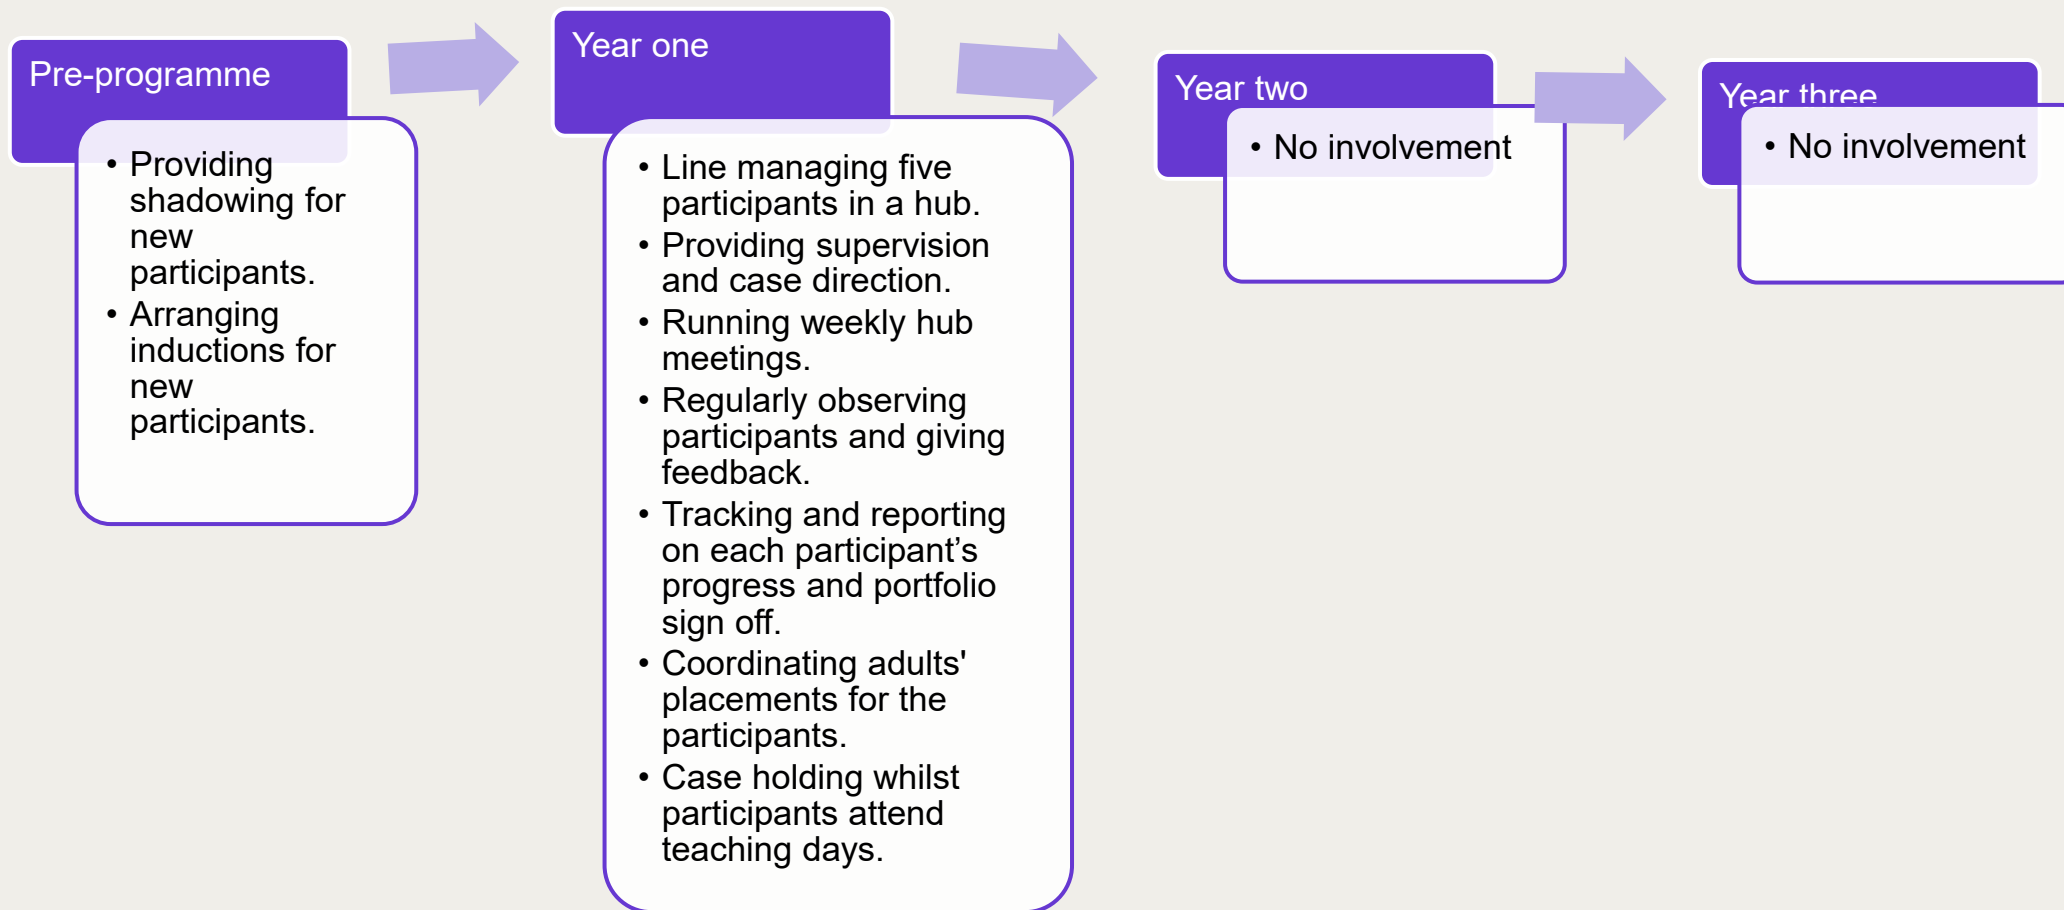 Pre-programme
• Providing
shadowing for
new
participants.
• Arranging
inductions for
new
participants.
Year one
• Line managing five
participants in a hub.
• Providing supervision
and case direction.
• Running weekly hub
meetings.
• Regularly observing
participants and giving
feedback.
• Tracking and reporting
on each participant’s
progress and portfolio
sign off.
• Coordinating adults'
placements for the
participants.
• Case holding whilst
participants attend
teaching days.
Year two
• No involvement
Year three
• No involvement